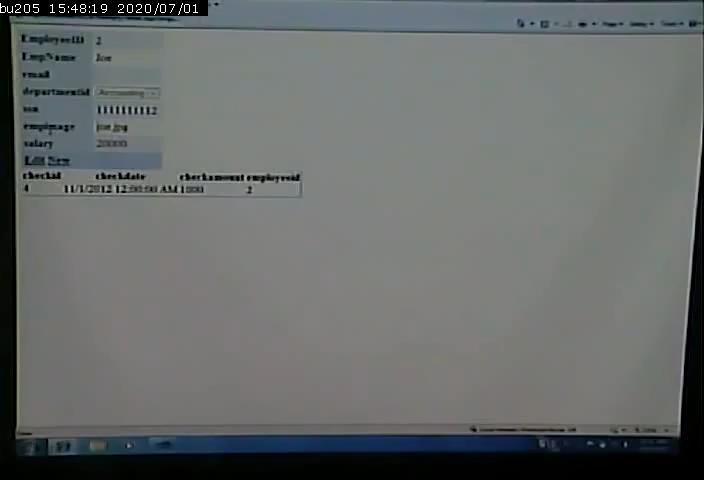 bu205 15:48:19 2020/07/01
EmployeeID 2
EmpName Joe
email
departmentid Accounting
ssn 1111111112
empimage joe.jpg
salary 20000
Edit New
checkid checkdate checkamount employeeid
4 11/1/2012 12:00:00 AM 1000 2